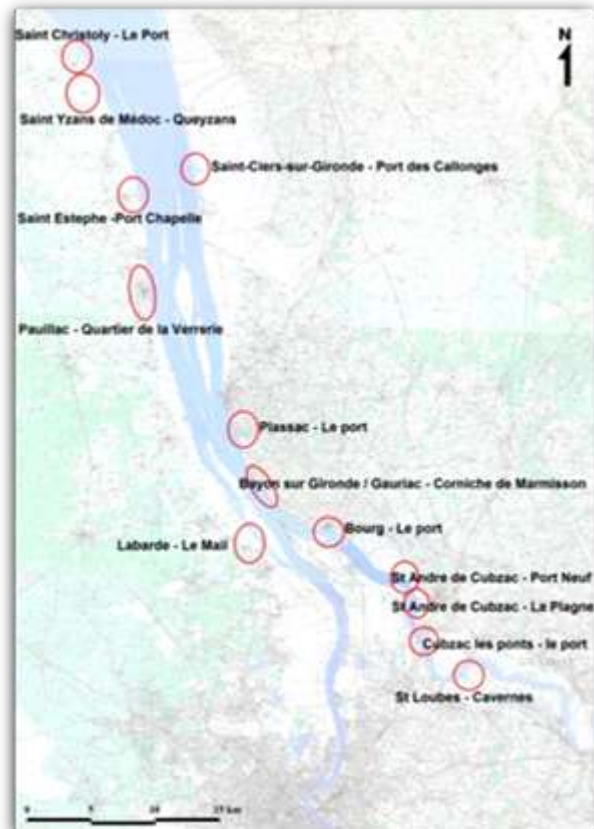 Saint Christoly - Le Port
N
Saint Yzans de Médoc - Queyzans
Saint-Ciers-sur-Gironde - Port des Callonges
Saint Estephe -Port Chapelle
Pauillac - Quartier de la Verrerie
Plassac - Le port
Bayon sur Gironde / Gauriac - Corniche de Marmisson
Bourg - Le port
Labarde - Le Mail
St Andre de Cubzac - Port Neuf
St Andre de Cubzac - La Plagne
Cubzac les ponts - le port
St Loubes - Cavernes
0 5 10 15 km